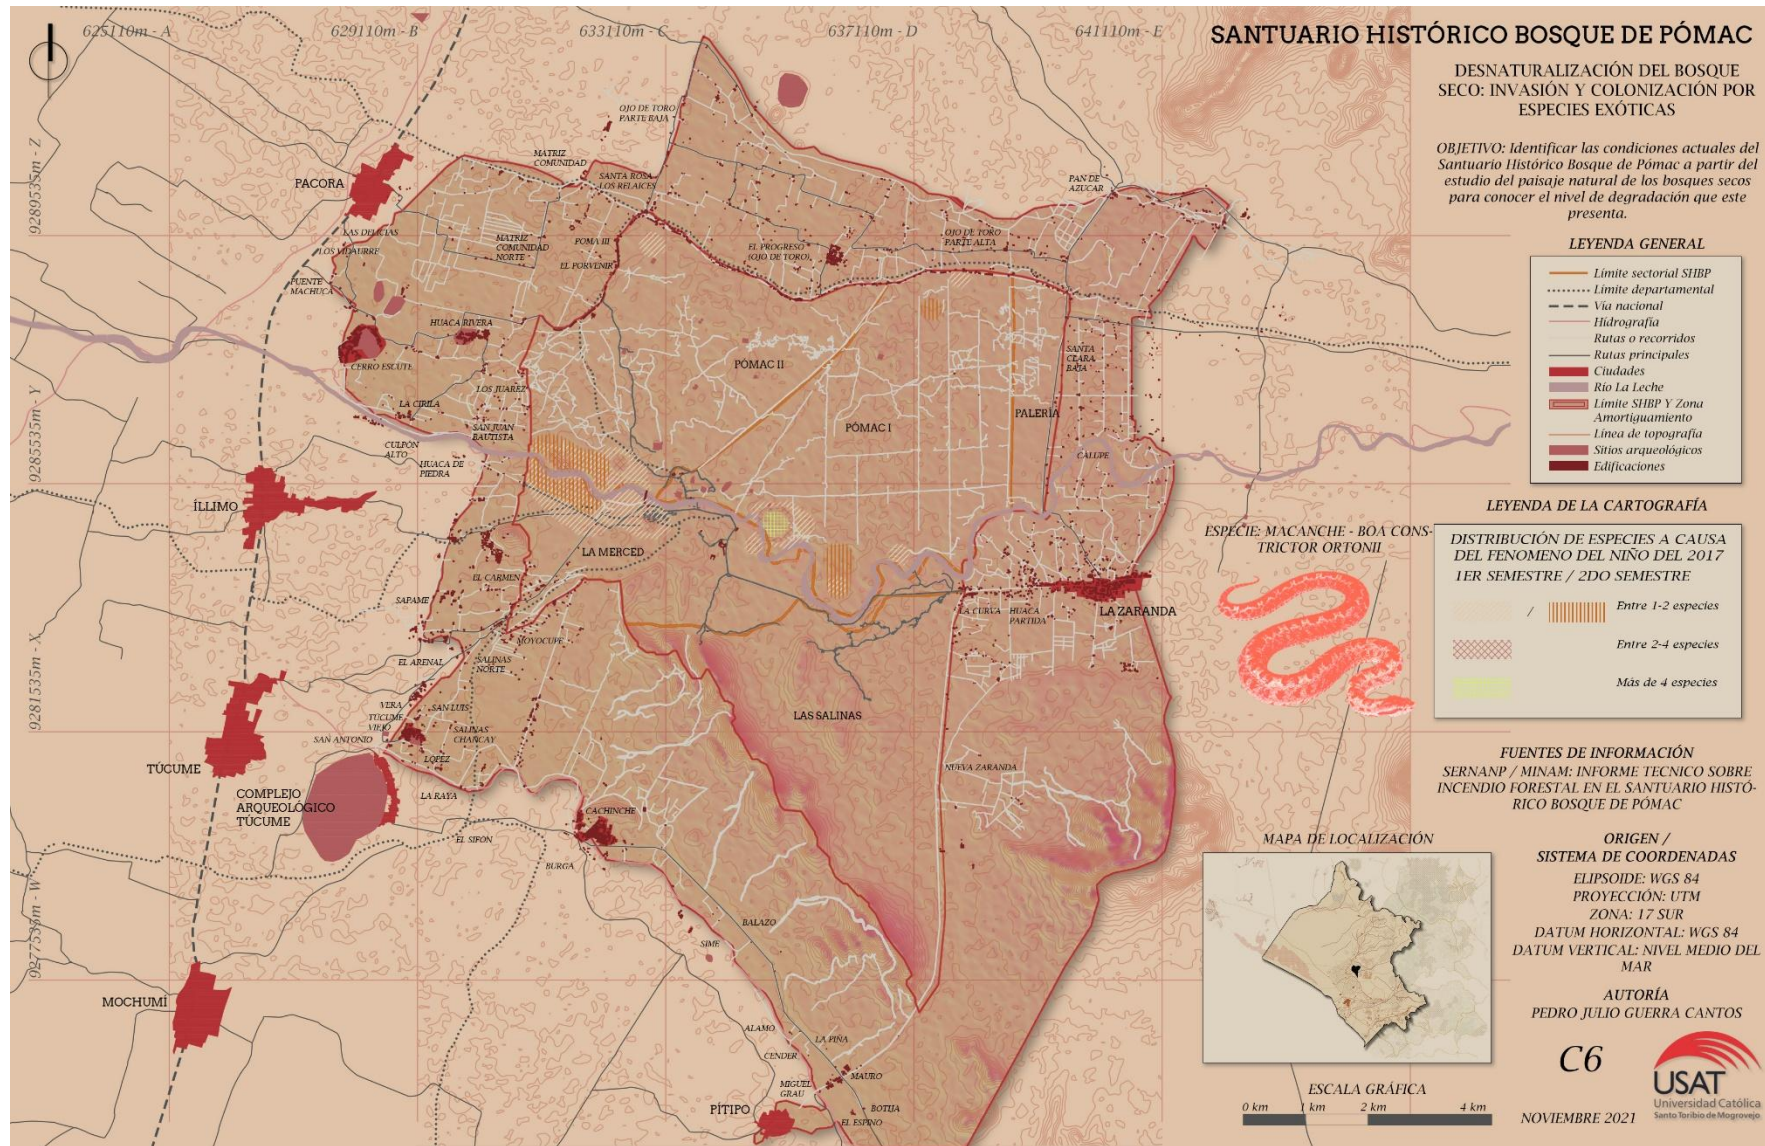 625110m - A
629110m - B
633110m - C
637110m - D
641110m - E
9289535m - Z
9285535m - Y
9281535m - X
9277535m - W
SANTUARIO HISTÓRICO BOSQUE DE PÓMAC
DESNATURALIZACIÓN DEL BOSQUE
SECO: INVASIÓN Y COLONIZACIÓN POR
ESPECIES EXÓTICAS
OBJETIVO: Identificar las condiciones actuales del
Santuario Histórico Bosque de Pómac a partir del
estudio del paisaje natural de los bosques secos
para conocer el nivel de degradación que este
presenta.
LEYENDA GENERAL
Límite sectorial SHBP
Límite departamental
Vía nacional
Hidrografía
Rutas o recorridos
Rutas principales
Ciudades
Río La Leche
Límite SHBP Y Zona
Amortiguamiento
Línea de topografía
Sitios arqueológicos
Edificaciones
LEYENDA DE LA CARTOGRAFÍA
DISTRIBUCIÓN DE ESPECIES A CAUSA
DEL FENOMENO DEL NIÑO DEL 2017
1ER SEMESTRE / 2DO SEMESTRE
/
Entre 1-2 especies
Entre 2-4 especies
Más de 4 especies
FUENTES DE INFORMACIÓN
SERNANP / MINAM: INFORME TECNICO SOBRE
INCENDIO FORESTAL EN EL SANTUARIO HISTÓ-
RICO BOSQUE DE PÓMAC
ORIGEN /
SISTEMA DE COORDENADAS
ELIPSOIDE: WGS 84
PROYECCIÓN: UTM
ZONA: 17 SUR
DATUM HORIZONTAL: WGS 84
DATUM VERTICAL: NIVEL MEDIO DEL
MAR
AUTORÍA
PEDRO JULIO GUERRA CANTOS
C6
NOVIEMBRE 2021
USAT
Universidad Católica
Santo Toribio de Mogrovejo
MAPA DE LOCALIZACIÓN
ESCALA GRÁFICA
0 km
1 km
2 km
4 km
ESPECIE: MACANCHE - BOA CONS-
TRICTOR ORTONII
OJO DE TORO
PARTE BAJA
MATRIZ
COMUNIDAD
SANTA ROSA
LOS RELAICES
PAN DE
AZUCAR
PACORA
LAS DELICIAS
LOS VIDAURRE
MATRIZ
COMUNIDAD
NORTE
POMA III
EL PORVENIR
EL PROGRESO
(OJO DE TORO)
OJO DE TORO
PARTE ALTA
PUENTE
MACHUCA
HUACA RIVERA
CERRO ESCUTE
PÓMAC II
SANTA
CLARA
BAJA
LOS JUAREZ
LA CIRILA
SAN JUAN
BAUTISTA
PÓMAC I
PALERÍA
CULPÓN
ALTO
HUACA DE
PIEDRA
CALUPE
ÍLLIMO
LA MERCED
EL CARMEN
SAPAME
LA CURVA
HUACA
PARTIDA
LA ZARANDA
MOYOCUPE
EL ARENAL
SALINAS
NORTE
VERA
TÚCUME
VIEJO
SAN LUIS
SALINAS
CHANCAY
SAN ANTONIO
LOPEZ
LAS SALINAS
TÚCUME
COMPLEJO
ARQUEOLÓGICO
TÚCUME
LA RAYA
NUEVA ZARANDA
CACHINCHE
EL SIFON
BURGA
BALAZO
SIME
MOCHUMÍ
ALAMO
LA PIÑA
CENDER
MAURO
MIGUEL
GRAU
PÍTIPO
BOTIJA
EL ESPINO